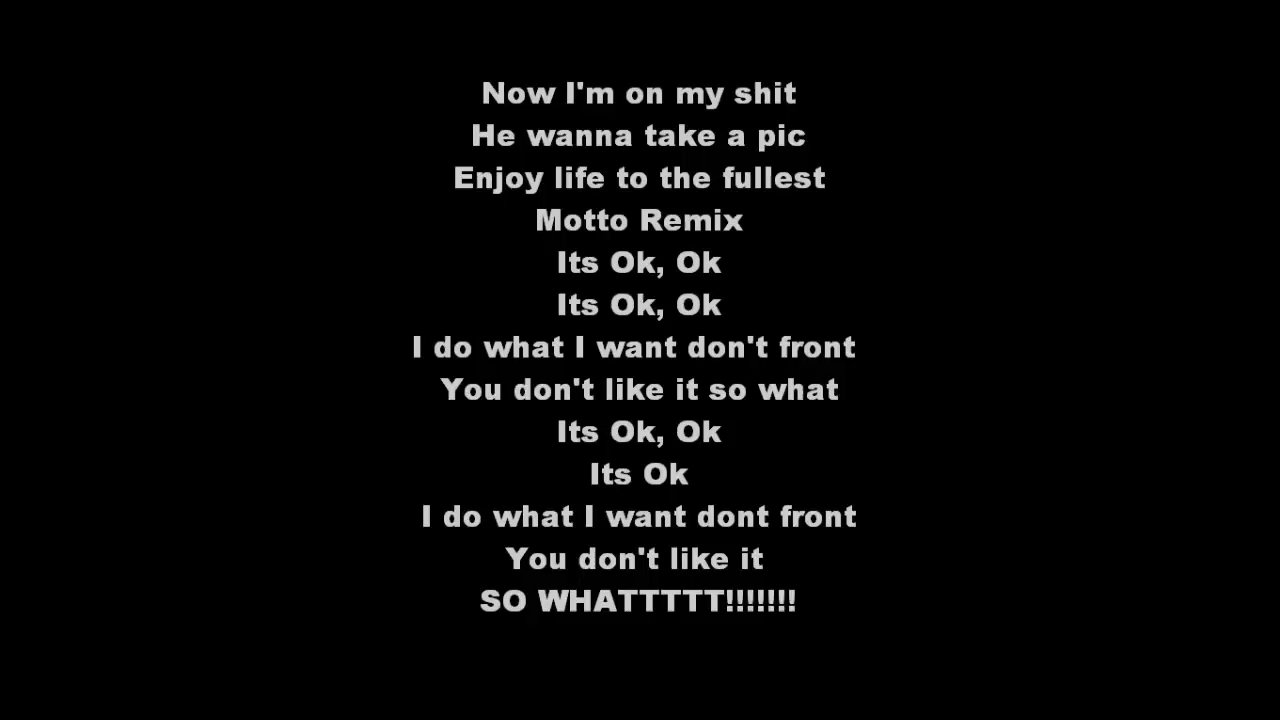 Now I'm on my shit
He wanna take a pic
Enjoy life to the fullest
Motto Remix
Its Ok, Ok
Its Ok, Ok
I do what I want don't front
You don't like it so what
Its Ok, Ok
Its Ok
I do what I want dont front
You don't like it
SO WHATTTTT!!!!!!!